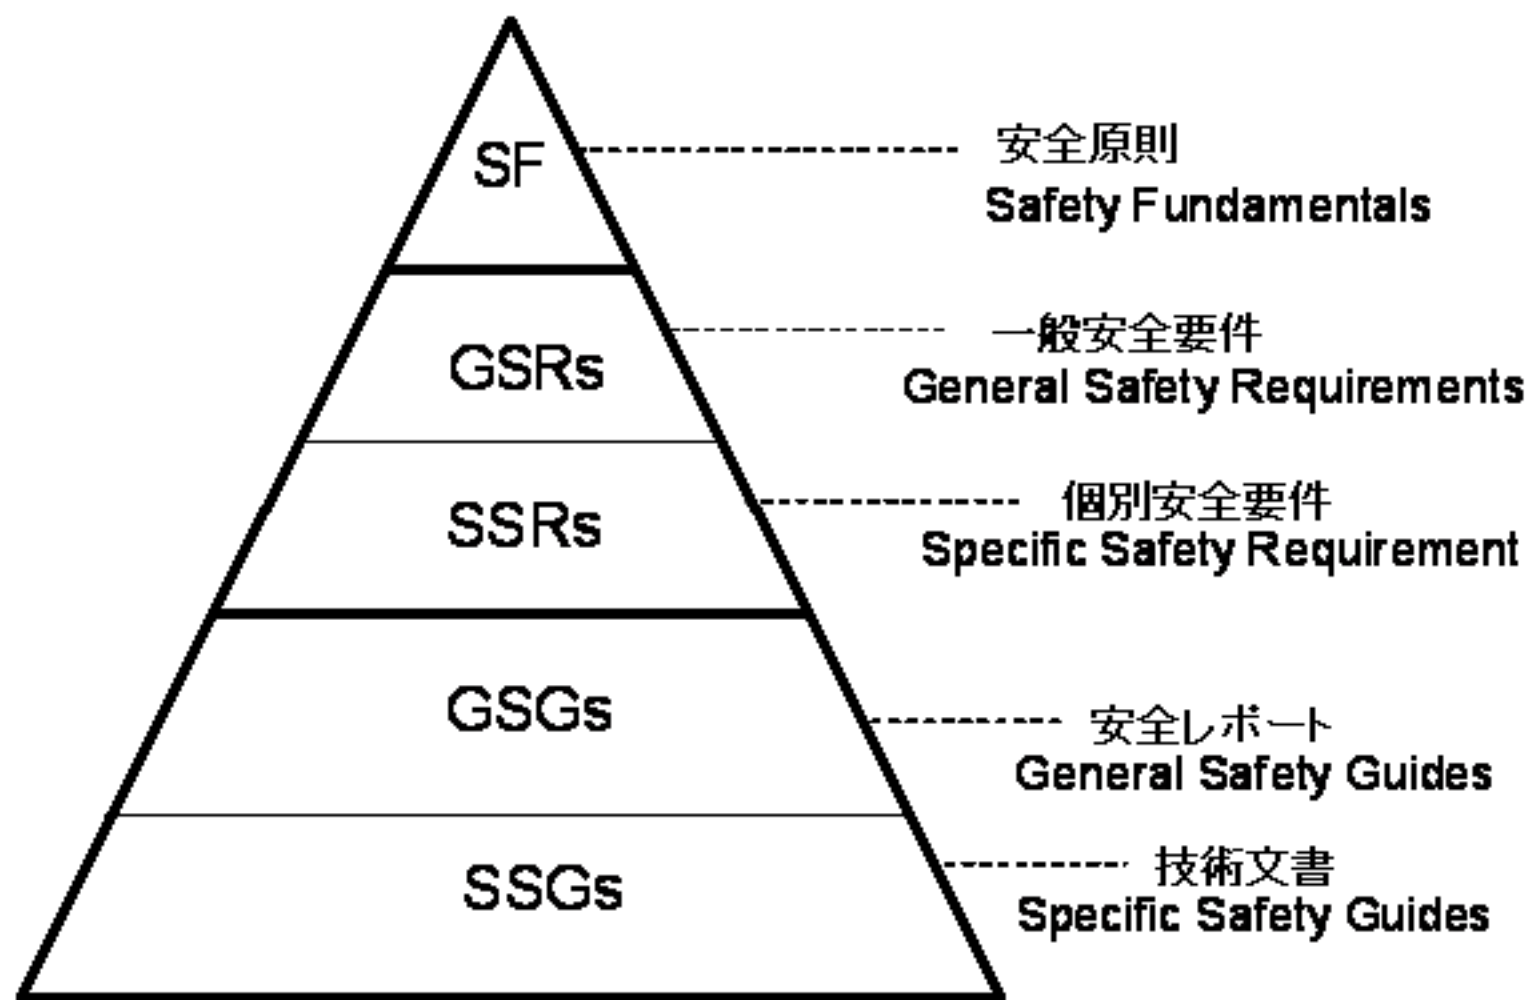 SF
安全原則
Safety Fundamentals
GSRs
一般安全要件
General Safety Requirements
SSRs
個別安全要件
Specific Safety Requirement
GSGs
安全レポート
General Safety Guides
SSGs
技術文書
Specific Safety Guides